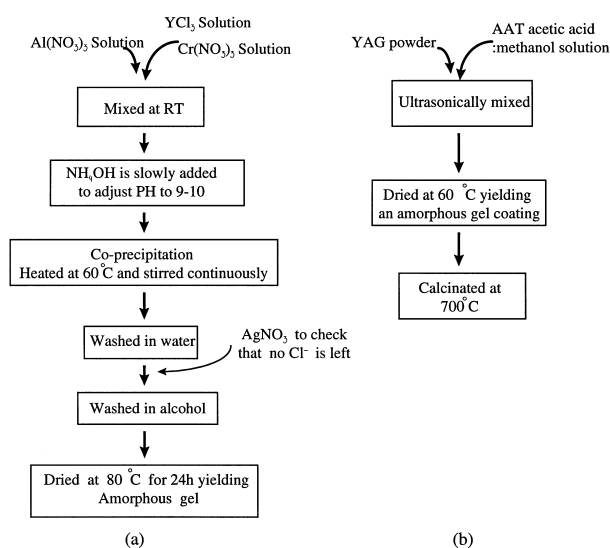 YCl₃ Solution
Al(NO₃)₃ Solution
Cr(NO₃)₃ Solution
Mixed at RT
NH₄OH is slowly added
to adjust PH to 9-10
Co-precipitation
Heated at 60°C and stirred continuously
Washed in water
AgNO₃ to check
that no Cl⁻ is left
Washed in alcohol
Dried at 80 °C for 24h yielding
Amorphous gel
(a)
YAG powder
AAT acetic acid
:methanol solution
Ultrasonically mixed
Dried at 60 °C yielding
an amorphous gel coating
Calcinated at
700°C
(b)